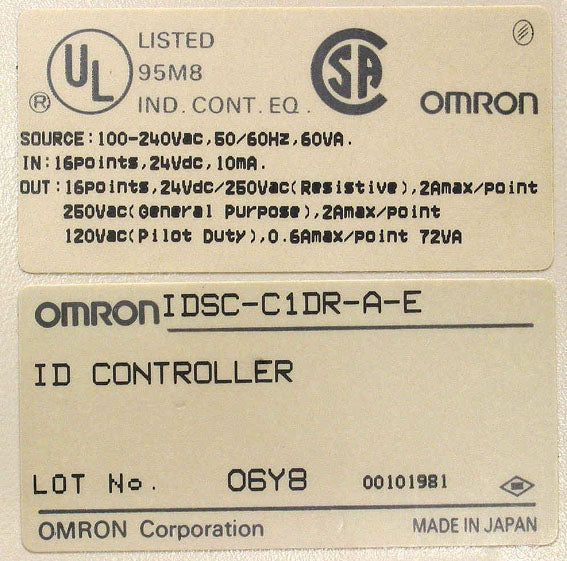 UL LISTED
95M8
® IND. CONT. EQ.
SA
OMRON
SOURCE:100-240Vac,50/60Hz,60VA.
IN:16points,24Vdc,10mA.
OUT:16points,24Vdc/250Vac(Resistive),2Amax/point
250Vac(General Purpose),2Amax/point
120Vac(Pilot Duty),0.6Amax/point 72VA
OMRON IDSC-C1DR-A-E
ID CONTROLLER
LOT No. 06Y8 00101981
OMRON Corporation MADE IN JAPAN